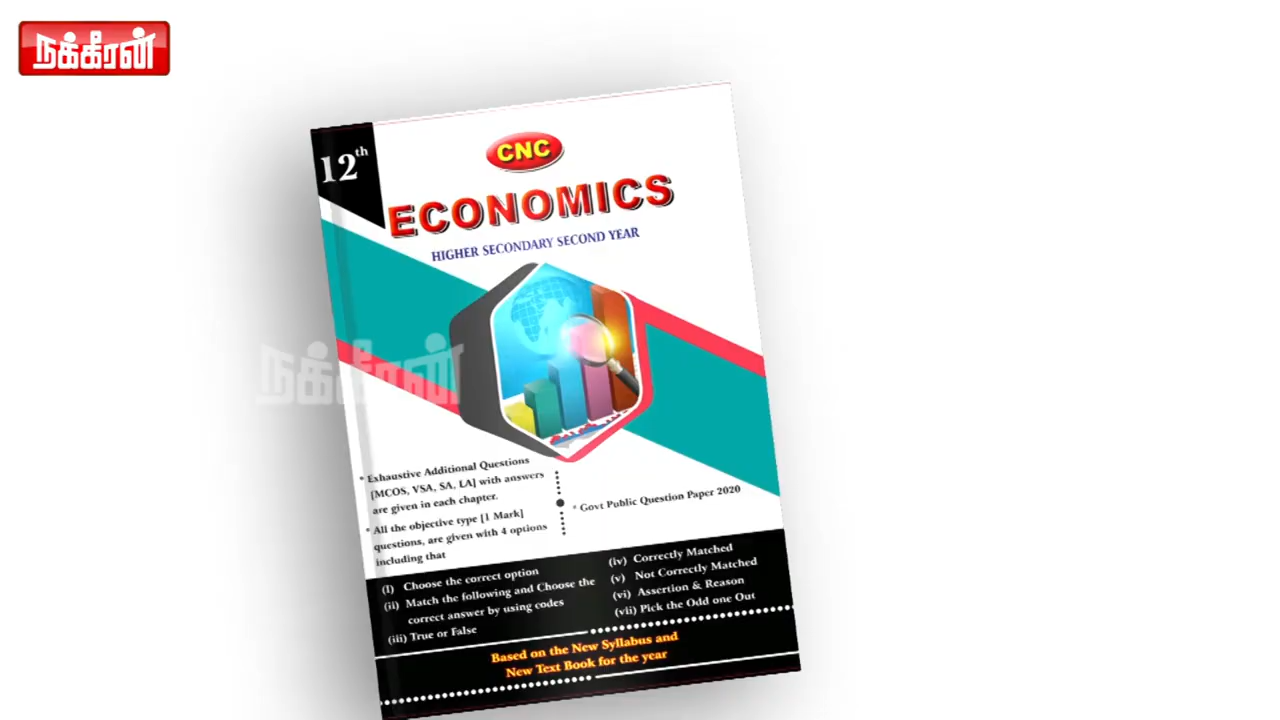 நக்கீரன்
12th
CNC
ECONOMICS
HIGHER SECONDARY SECOND YEAR
நக்கீரன்
* Exhaustive Additional Questions
[MCOS, VSA, SA, LA] with answers
are given in each chapter.
* All the objective type [1 Mark]
questions, are given with 4 options
including that
* Govt Public Question Paper 2020
(I) Choose the correct option
(ii) Match the following and Choose the
correct answer by using codes
(iii) True or False
(iv) Correctly Matched
(v) Not Correctly Matched
(vi) Assertion & Reason
(vii) Pick the Odd one Out
Based on the New Syllabus and
New Text Book for the year